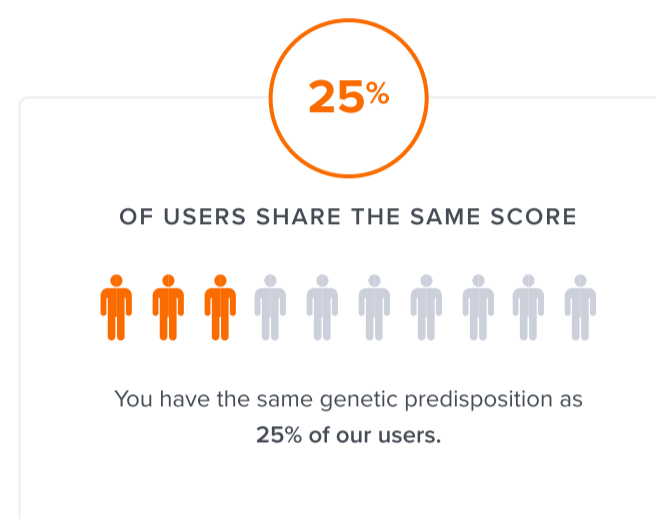 25%
OF USERS SHARE THE SAME SCORE
You have the same genetic predisposition as
25% of our users.